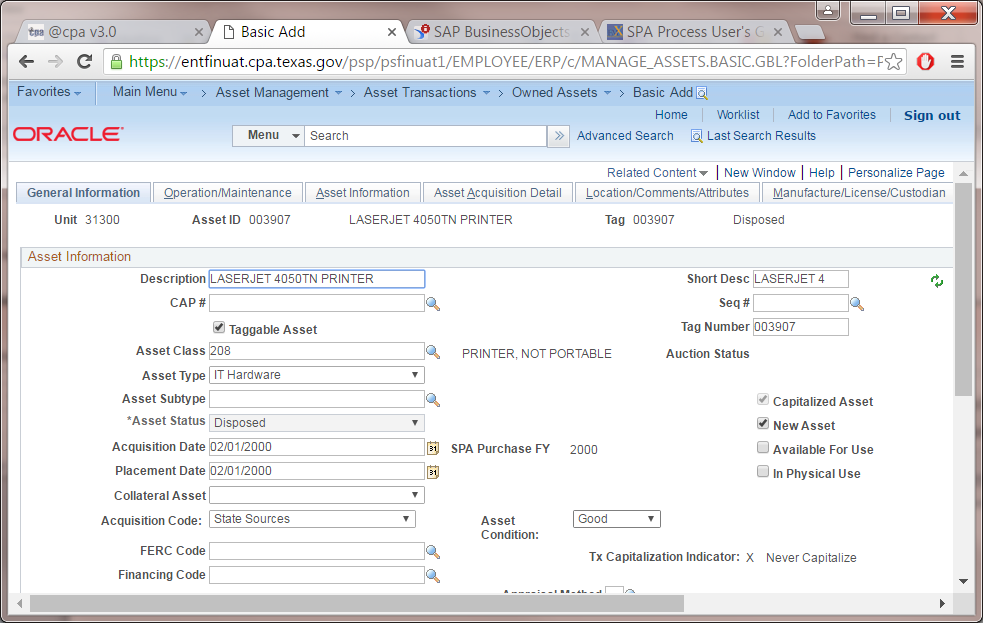 tpa @cpa v3.0 × Basic Add × SAP BusinessObjects × SPA Process User's G ×
https://entfinuat.cpa.texas.gov/psp/psfinuat1/EMPLOYEE/ERP/c/MANAGE_ASSETS.BASIC.GBL?FolderPath=P
Favorites Main Menu > Asset Management > Asset Transactions > Owned Assets > Basic Add
Home Worklist Add to Favorites Sign out
ORACLE Menu Search Advanced Search Last Search Results
Related Content New Window Help Personalize Page
General Information Operation/Maintenance Asset Information Asset Acquisition Detail Location/Comments/Attributes Manufacture/License/Custodian
Unit 31300 Asset ID 003907 LASERJET 4050TN PRINTER Tag 003907 Disposed
Asset Information
Description LASERJET 4050TN PRINTER Short Desc LASERJET 4
CAP # Seq #
Taggable Asset Tag Number 003907
Asset Class 208 PRINTER, NOT PORTABLE Auction Status
Asset Type IT Hardware
Asset Subtype Capitalized Asset
*Asset Status Disposed New Asset
Acquisition Date 02/01/2000 31 SPA Purchase FY 2000 Available For Use
Placement Date 02/01/2000 31 In Physical Use
Collateral Asset
Acquisition Code: State Sources Asset Condition: Good
FERC Code Tx Capitalization Indicator: X Never Capitalize
Financing Code
Appraisal Method